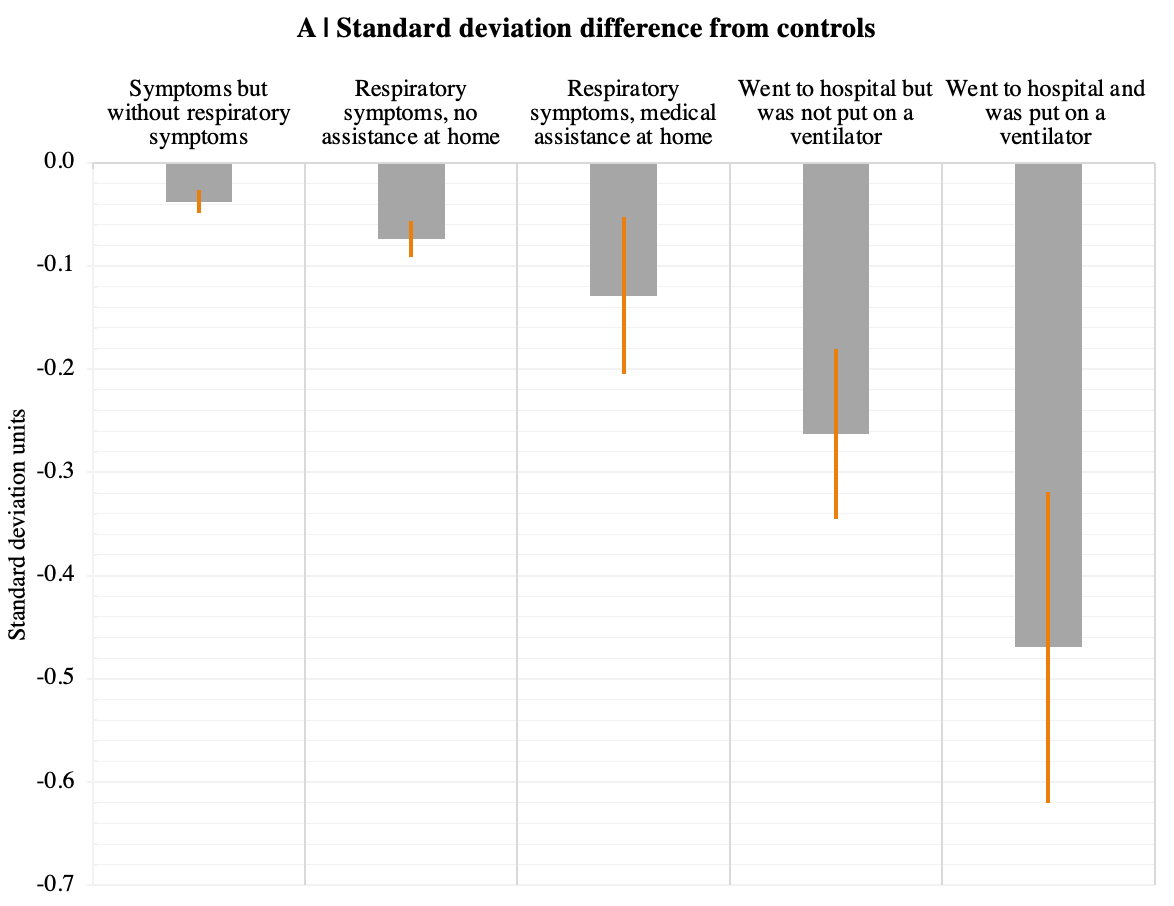 A | Standard deviation difference from controls
Symptoms but
without respiratory
symptoms
Respiratory
symptoms, no
assistance at home
Respiratory
symptoms, medical
assistance at home
Went to hospital but
was not put on a
ventilator
Went to hospital and
was put on a
ventilator
0.0
-0.1
-0.2
-0.3
-0.4
-0.5
-0.6
-0.7
Standard deviation units